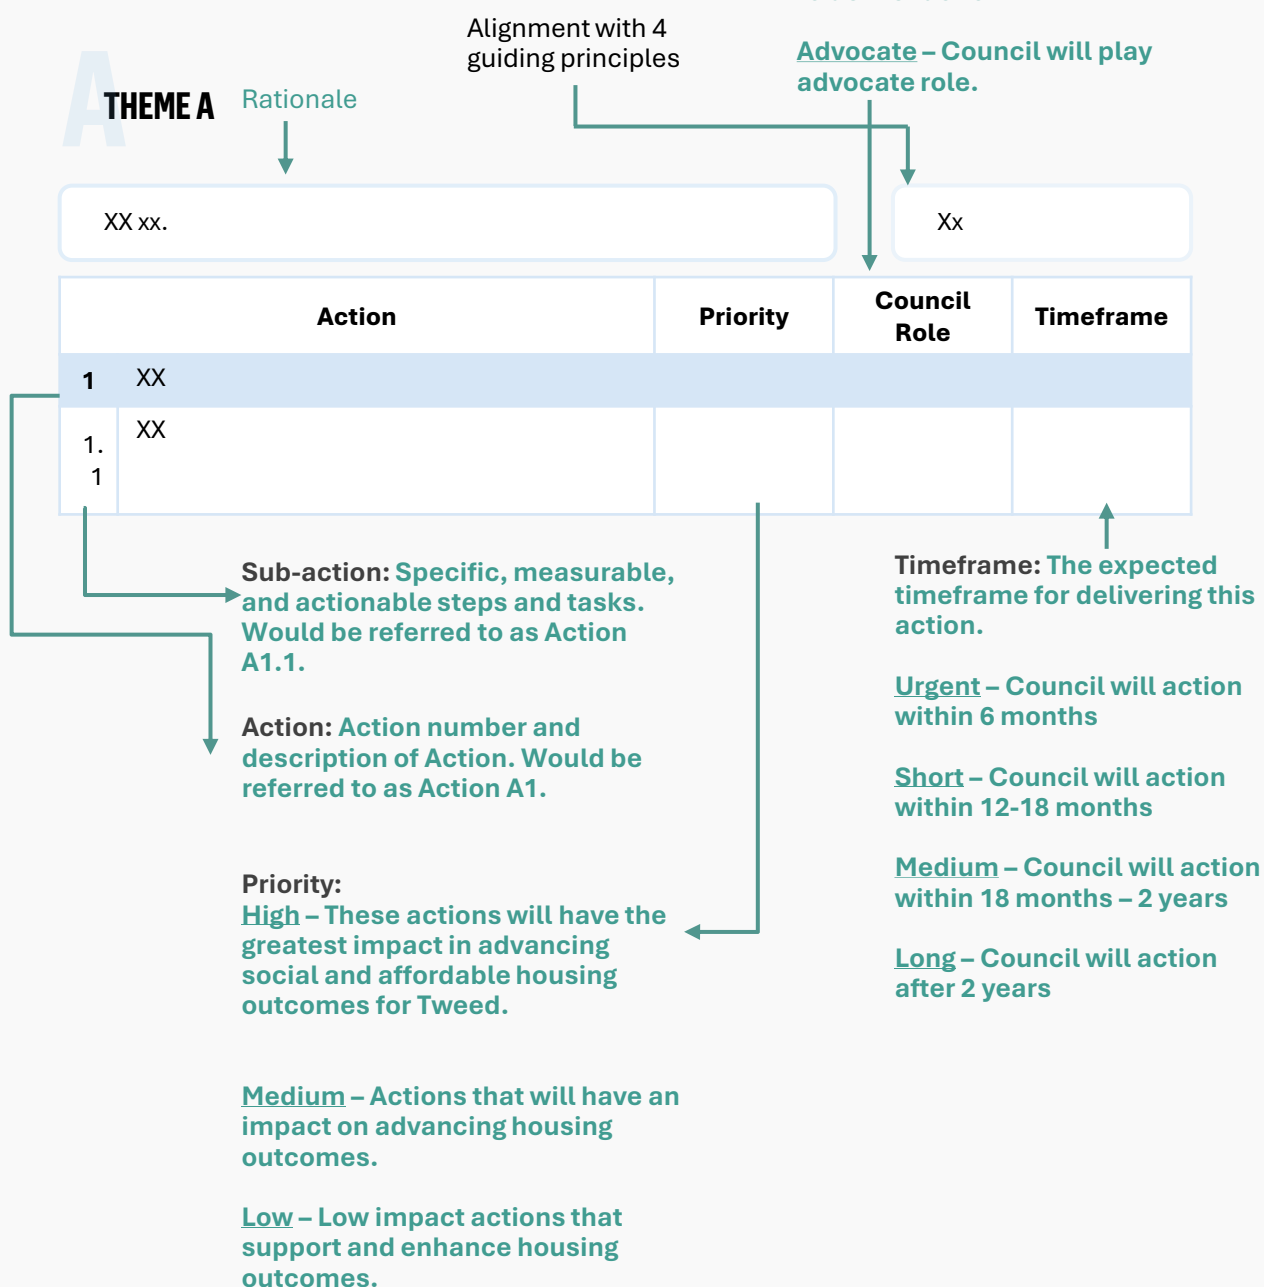 Alignment with 4
guiding principles
Advocate – Council will play
advocate role.
A
THEME A
Rationale
XX xx.
Xx
Action
Priority
Council
Role
Timeframe
1
XX
1.
1
XX
Sub-action: Specific, measurable,
and actionable steps and tasks.
Would be referred to as Action
A1.1.
Action: Action number and
description of Action. Would be
referred to as Action A1.
Priority:
High – These actions will have the
greatest impact in advancing
social and affordable housing
outcomes for Tweed.
Medium – Actions that will have an
impact on advancing housing
outcomes.
Low – Low impact actions that
support and enhance housing
outcomes.
Timeframe: The expected
timeframe for delivering this
action.
Urgent – Council will action
within 6 months
Short – Council will action
within 12-18 months
Medium – Council will action
within 18 months – 2 years
Long – Council will action
after 2 years